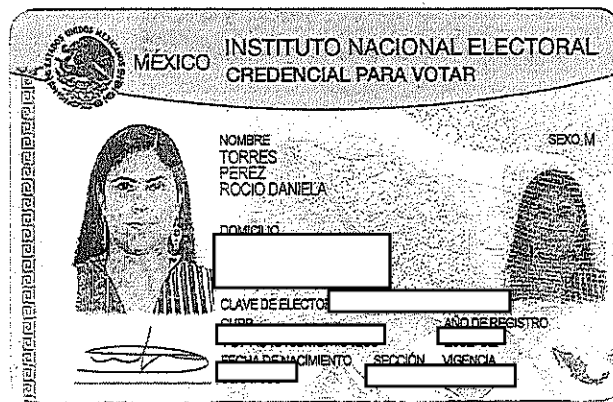 MÉXICO
INSTITUTO NACIONAL ELECTORAL
CREDENCIAL PARA VOTAR
NOMBRE
TORRES
PEREZ
ROCIO DANIELA
SEXO M
DOMICILIO
CLAVE DE ELECTOR
CURP
AÑO DE REGISTRO
FECHA DE NACIMIENTO SECCIÓN VIGENCIA